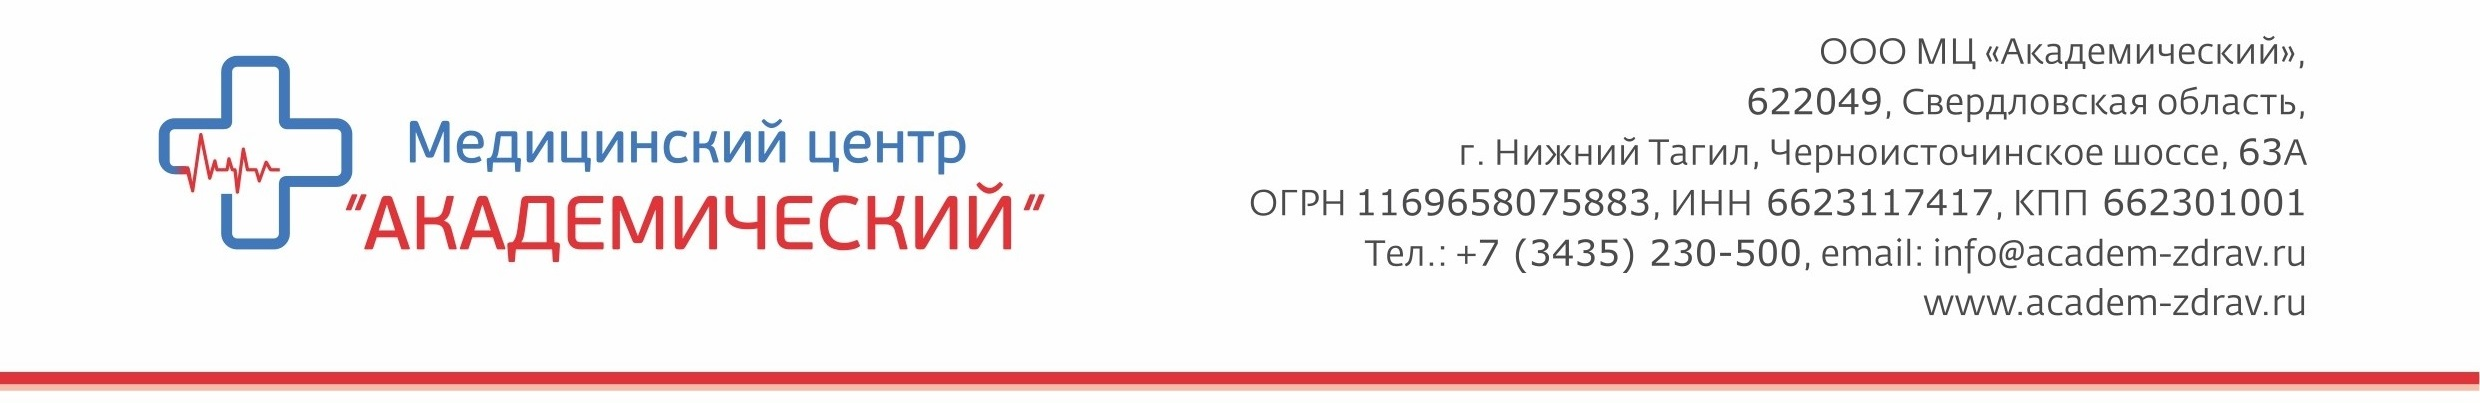 Медицинский центр
"АКАДЕМИЧЕСКИЙ"
ООО МЦ «Академический»,
622049, Свердловская область,
г. Нижний Тагил, Черноисточинское шоссе, 63А
ОГРН 1169658075883, ИНН 6623117417, КПП 662301001
Тел.: +7 (3435) 230-500, email: info@academ-zdrav.ru
www.academ-zdrav.ru